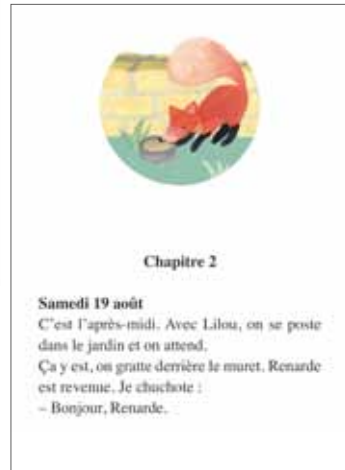 Chapitre 2
Samedi 19 août
C'est l'après-midi. Avec Lilou, on se poste
dans le jardin et on attend.
Ça y est, on gratte derrière le muret. Renarde
est revenue. Je chuchote :
– Bonjour, Renarde.